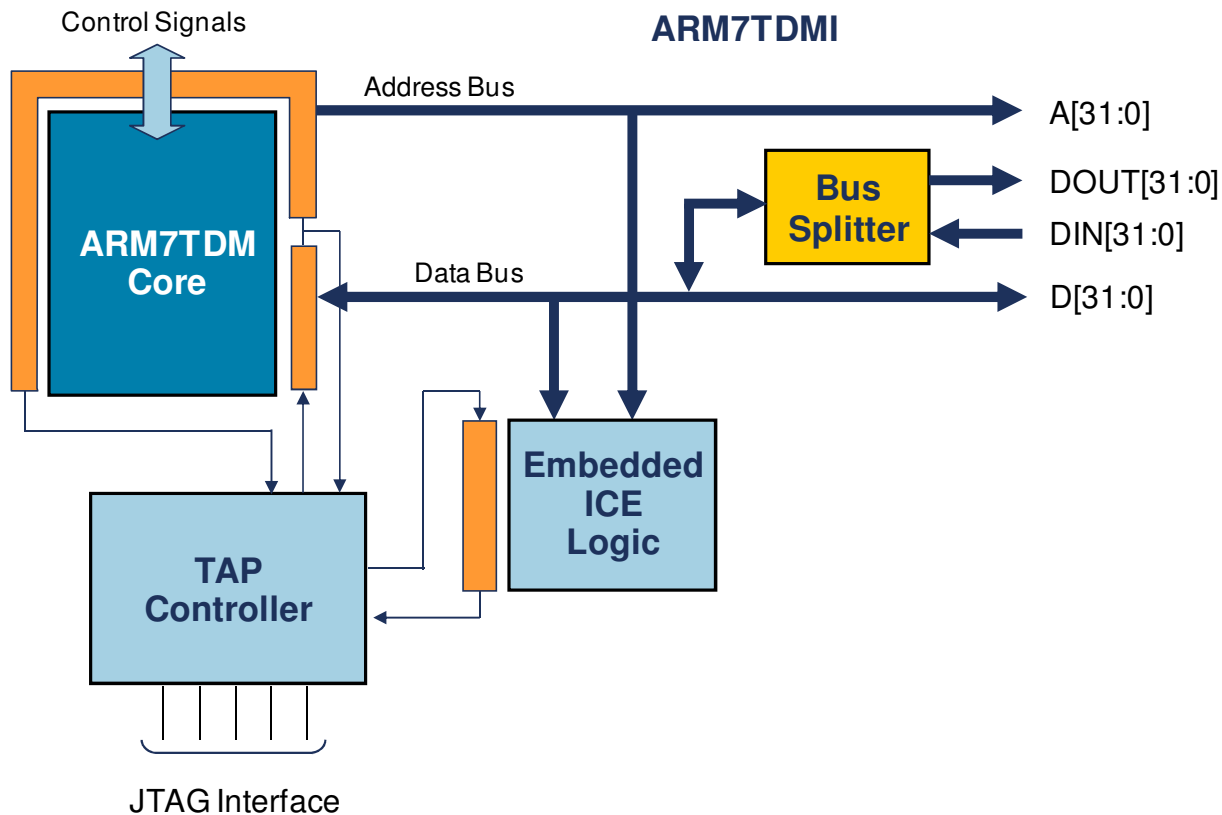 Control Signals
ARM7TDMI
Address Bus
A[31:0]
Bus
Splitter
DOUT[31:0]
DIN[31:0]
ARM7TDM
Core
Data Bus
D[31:0]
Embedded
ICE
Logic
TAP
Controller
JTAG Interface